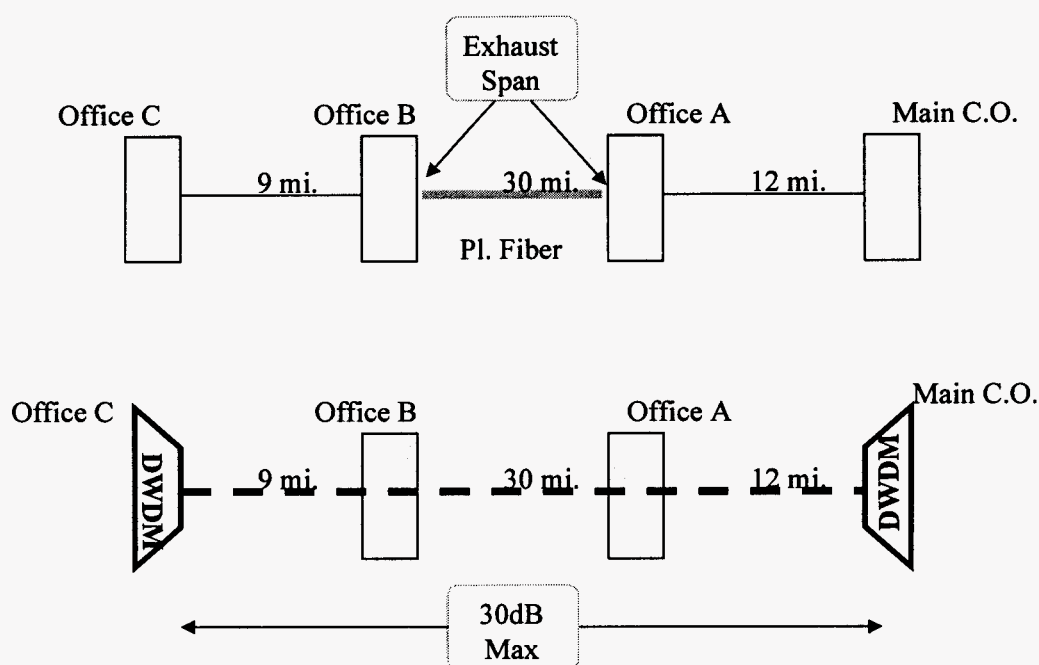 Exhaust
Span
Office C
Office B
Office A
Main C.O.
9 mi.
30 mi.
12 mi.
Pl. Fiber
Office C
Office B
Office A
Main C.O.
DWDM
9 mi.
30 mi.
12 mi.
DWDM
30dB
Max